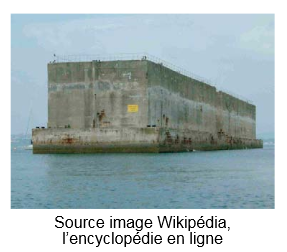 Source image Wikipédia,
l'encyclopédie en ligne